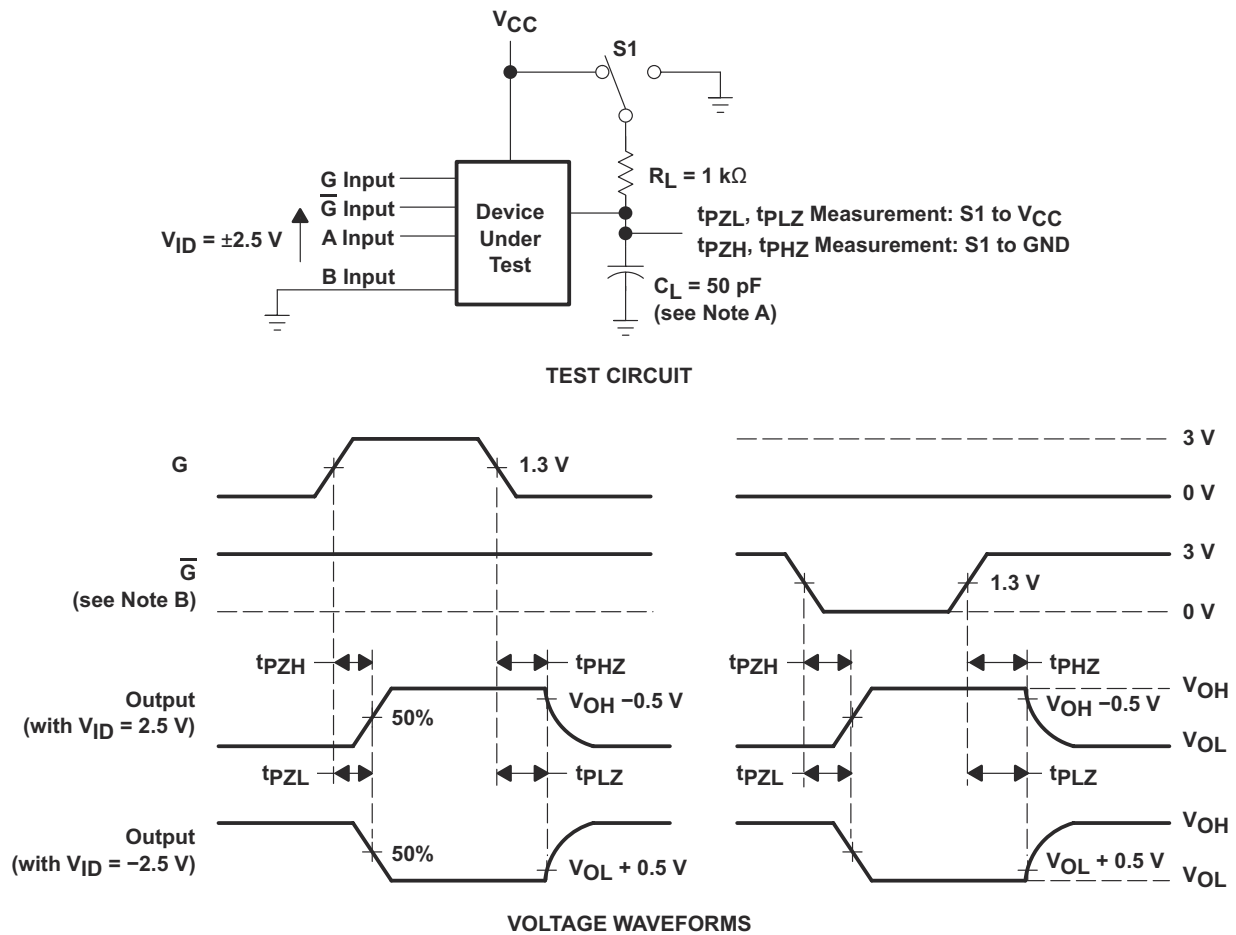 VCC
S1
G Input
G̅ Input
A Input
B Input
VID = ±2.5 V
Device
Under
Test
RL = 1 kΩ
tPZL, tPLZ Measurement: S1 to VCC
tPZH, tPHZ Measurement: S1 to GND
CL = 50 pF
(see Note A)
TEST CIRCUIT
G
1.3 V
3 V
0 V
G̅
(see Note B)
1.3 V
3 V
0 V
tPZH
tPHZ
tPZH
tPHZ
Output
(with VID = 2.5 V)
50%
VOH −0.5 V
VOH −0.5 V
VOH
VOL
tPZL
tPLZ
tPZL
tPLZ
Output
(with VID = −2.5 V)
50%
VOL + 0.5 V
VOL + 0.5 V
VOH
VOL
VOLTAGE WAVEFORMS